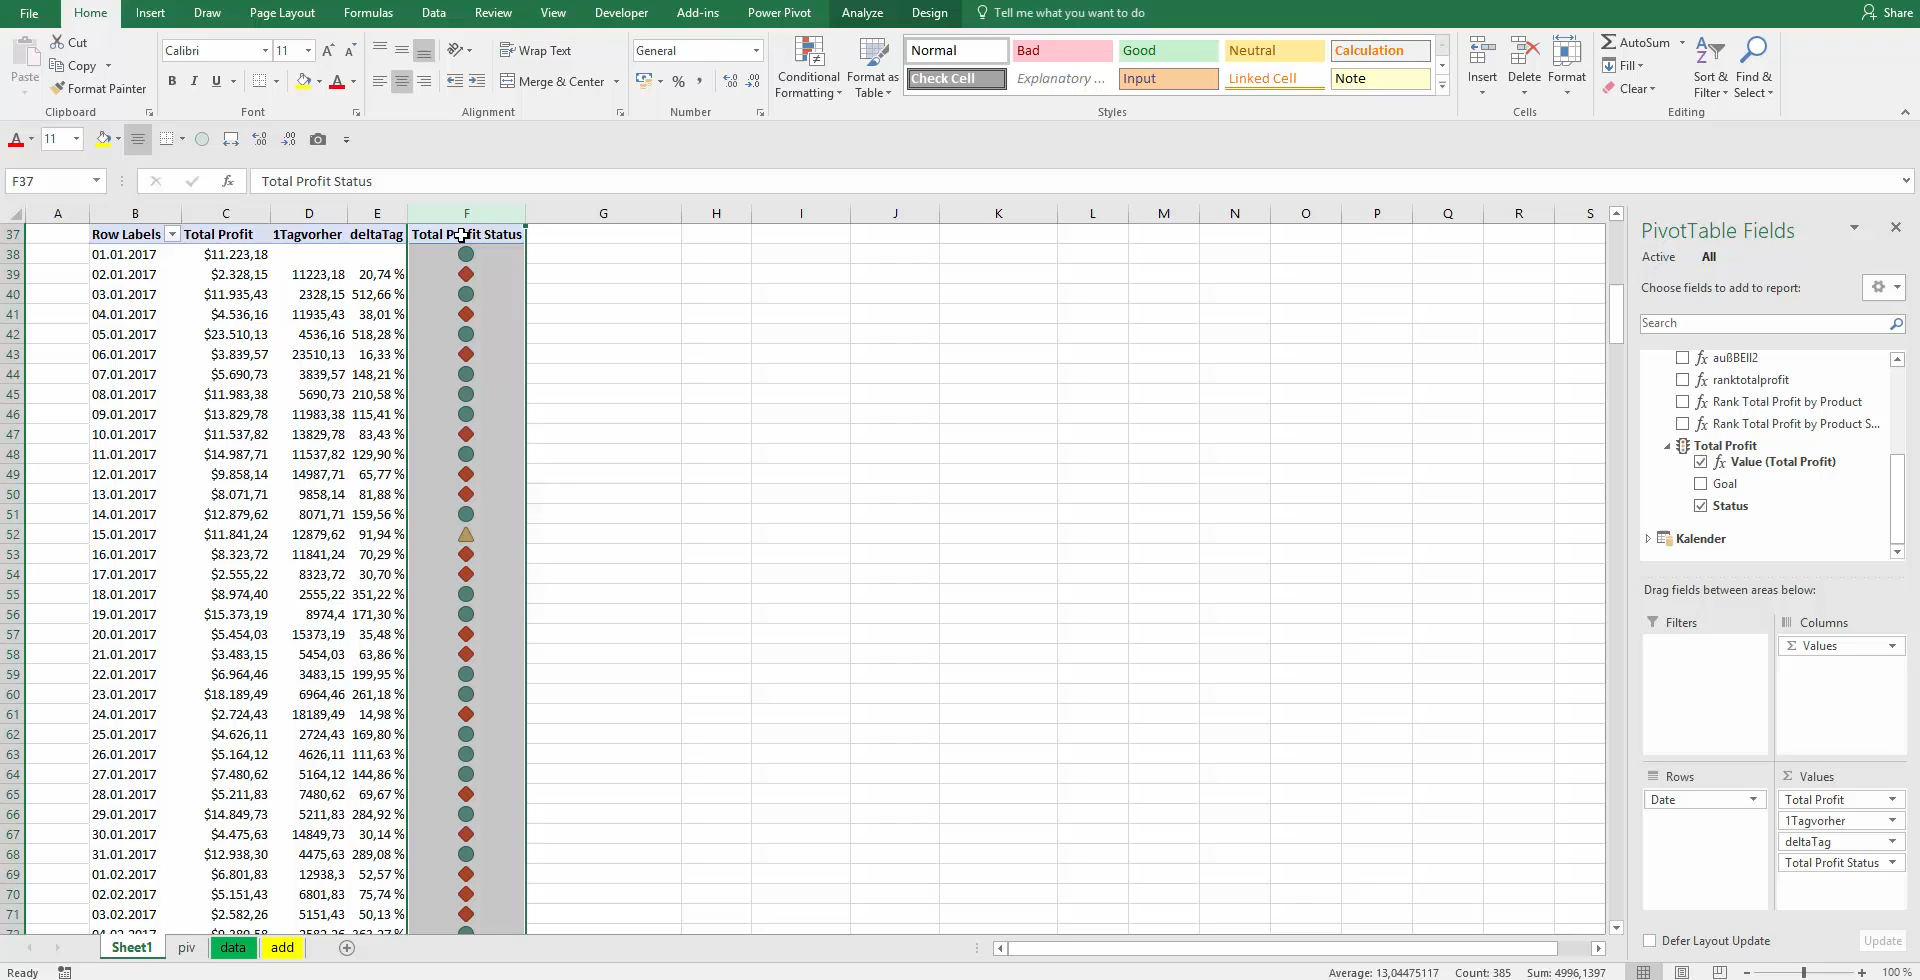 File Home Insert Draw Page Layout Formulas Data Review View Developer Add-ins Power Pivot Analyze Design Tell me what you want to do Share
Paste Cut Copy Format Painter
Clipboard
Calibri 11
B I U
Font
Wrap Text
Merge & Center
Alignment
General
%
Number
Conditional Formatting
Format as Table
Normal Bad Good Neutral Calculation
Check Cell Explanatory ... Input Linked Cell Note
Styles
Insert Delete Format
Cells
AutoSum
Fill
Clear
Sort & Filter
Find & Select
Editing
A 11
F37 fx Total Profit Status
A B C D E F G H I J K L M N O P Q R S
37 Row Labels Total Profit 1Tagvorher deltaTag Total Profit Status
38 01.01.2017 $11.223,18
39 02.01.2017 $2.328,15 11223,18 20,74 %
40 03.01.2017 $11.935,43 2328,15 512,66 %
41 04.01.2017 $4.536,16 11935,43 38,01 %
42 05.01.2017 $23.510,13 4536,16 518,28 %
43 06.01.2017 $3.839,57 23510,13 16,33 %
44 07.01.2017 $5.690,73 3839,57 148,21 %
45 08.01.2017 $11.983,38 5690,73 210,58 %
46 09.01.2017 $13.829,78 11983,38 115,41 %
47 10.01.2017 $11.537,82 13829,78 83,43 %
48 11.01.2017 $14.987,71 11537,82 129,90 %
49 12.01.2017 $9.858,14 14987,71 65,77 %
50 13.01.2017 $8.071,71 9858,14 81,88 %
51 14.01.2017 $12.879,62 8071,71 159,56 %
52 15.01.2017 $11.841,24 12879,62 91,94 %
53 16.01.2017 $8.323,72 11841,24 70,29 %
54 17.01.2017 $2.555,22 8323,72 30,70 %
55 18.01.2017 $8.974,40 2555,22 351,22 %
56 19.01.2017 $15.373,19 8974,4 171,30 %
57 20.01.2017 $5.454,03 15373,19 35,48 %
58 21.01.2017 $3.483,15 5454,03 63,86 %
59 22.01.2017 $6.964,46 3483,15 199,95 %
60 23.01.2017 $18.189,49 6964,46 261,18 %
61 24.01.2017 $2.724,43 18189,49 14,98 %
62 25.01.2017 $4.626,11 2724,43 169,80 %
63 26.01.2017 $5.164,12 4626,11 111,63 %
64 27.01.2017 $7.480,62 5164,12 144,86 %
65 28.01.2017 $5.211,83 7480,62 69,67 %
66 29.01.2017 $14.849,73 5211,83 284,92 %
67 30.01.2017 $4.475,63 14849,73 30,14 %
68 31.01.2017 $12.938,30 4475,63 289,08 %
69 01.02.2017 $6.801,83 12938,3 52,57 %
70 02.02.2017 $5.151,43 6801,83 75,74 %
71 03.02.2017 $2.582,26 5151,43 50,13 %
Sheet1 piv data add
Ready
Average: 13,04475117 Count: 385 Sum: 4996,1397
100 %
PivotTable Fields
Active All
Choose fields to add to report:
Search
fx außBEII2
fx ranktotalprofit
fx Rank Total Profit by Product
fx Rank Total Profit by Product S...
Total Profit
fx Value (Total Profit)
Goal
Status
Kalender
Drag fields between areas below:
Filters
Columns
Σ Values
Rows
Date
Σ Values
Total Profit
1Tagvorher
deltaTag
Total Profit Status
Defer Layout Update
Update